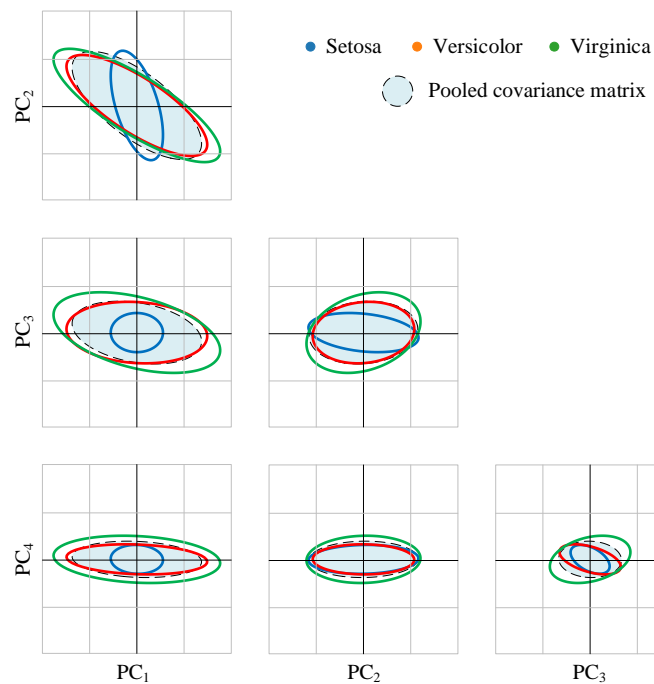 Setosa Versicolor Virginica
Pooled covariance matrix
PC₂
PC₃
PC₄
PC₁ PC₂ PC₃